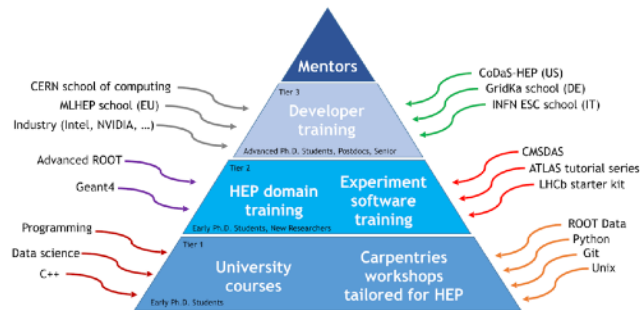 Mentors
CERN school of computing
MLHEP school (EU)
Industry (Intel, NVIDIA, ...)
Tier 3
Developer
training
Advanced Ph.D. Students, Postdocs, Senior
CoDaS-HEP (US)
GridKa school (DE)
INFN ESC school (IT)
Advanced ROOT
Geant4
Tier 2
HEP domain
training
Experiment
software
training
Early Ph.D. Students, New Researchers
CMSDAS
ATLAS tutorial series
LHCb starter kit
Programming
Data science
C++
Tier 1
University
courses
Carpentries
workshops
tailored for HEP
Early Ph.D. Students
ROOT Data
Python
Git
Unix